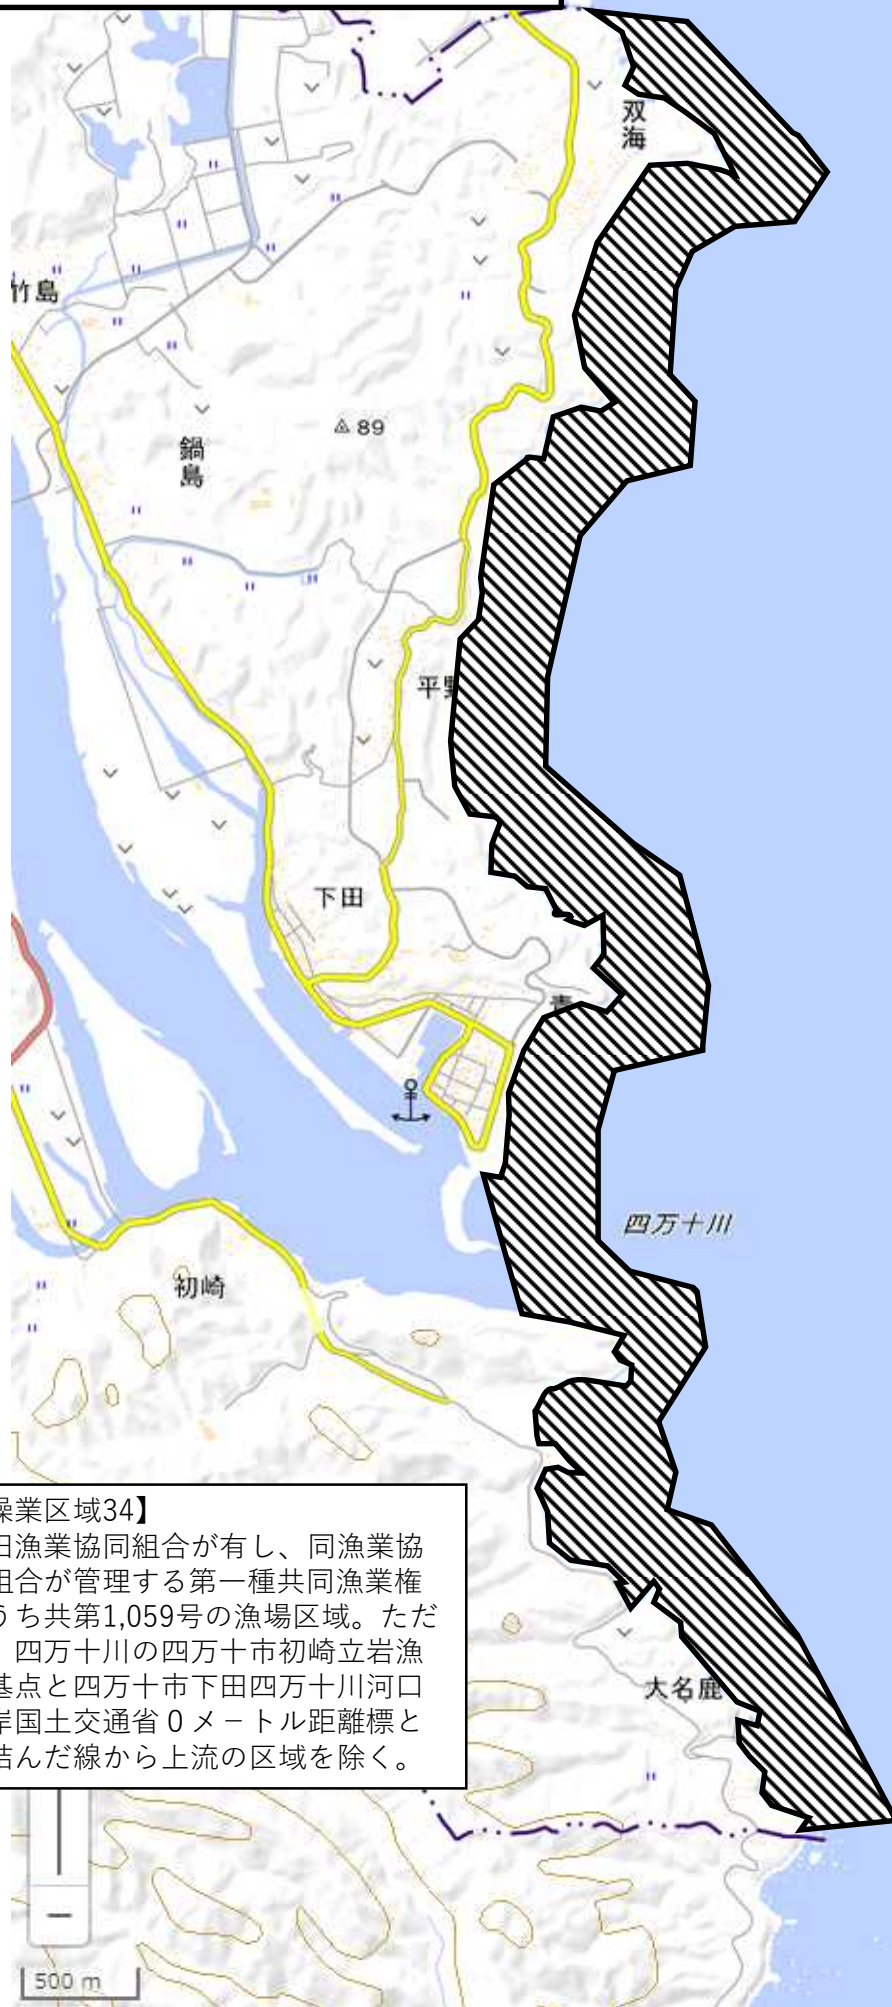 双海
竹島
89
鍋島
平野
下田
青
四万十川
初崎
操業区域34】
田漁業協同組合が有し、同漁業協
組合が管理する第一種共同漁業権
うち共第1,059号の漁場区域。ただ
四万十川の四万十市初崎立岩漁
基点と四万十市下田四万十川河口
岸国土交通省0メートル距離標と
結んだ線から上流の区域を除く。
大名鹿
500 m